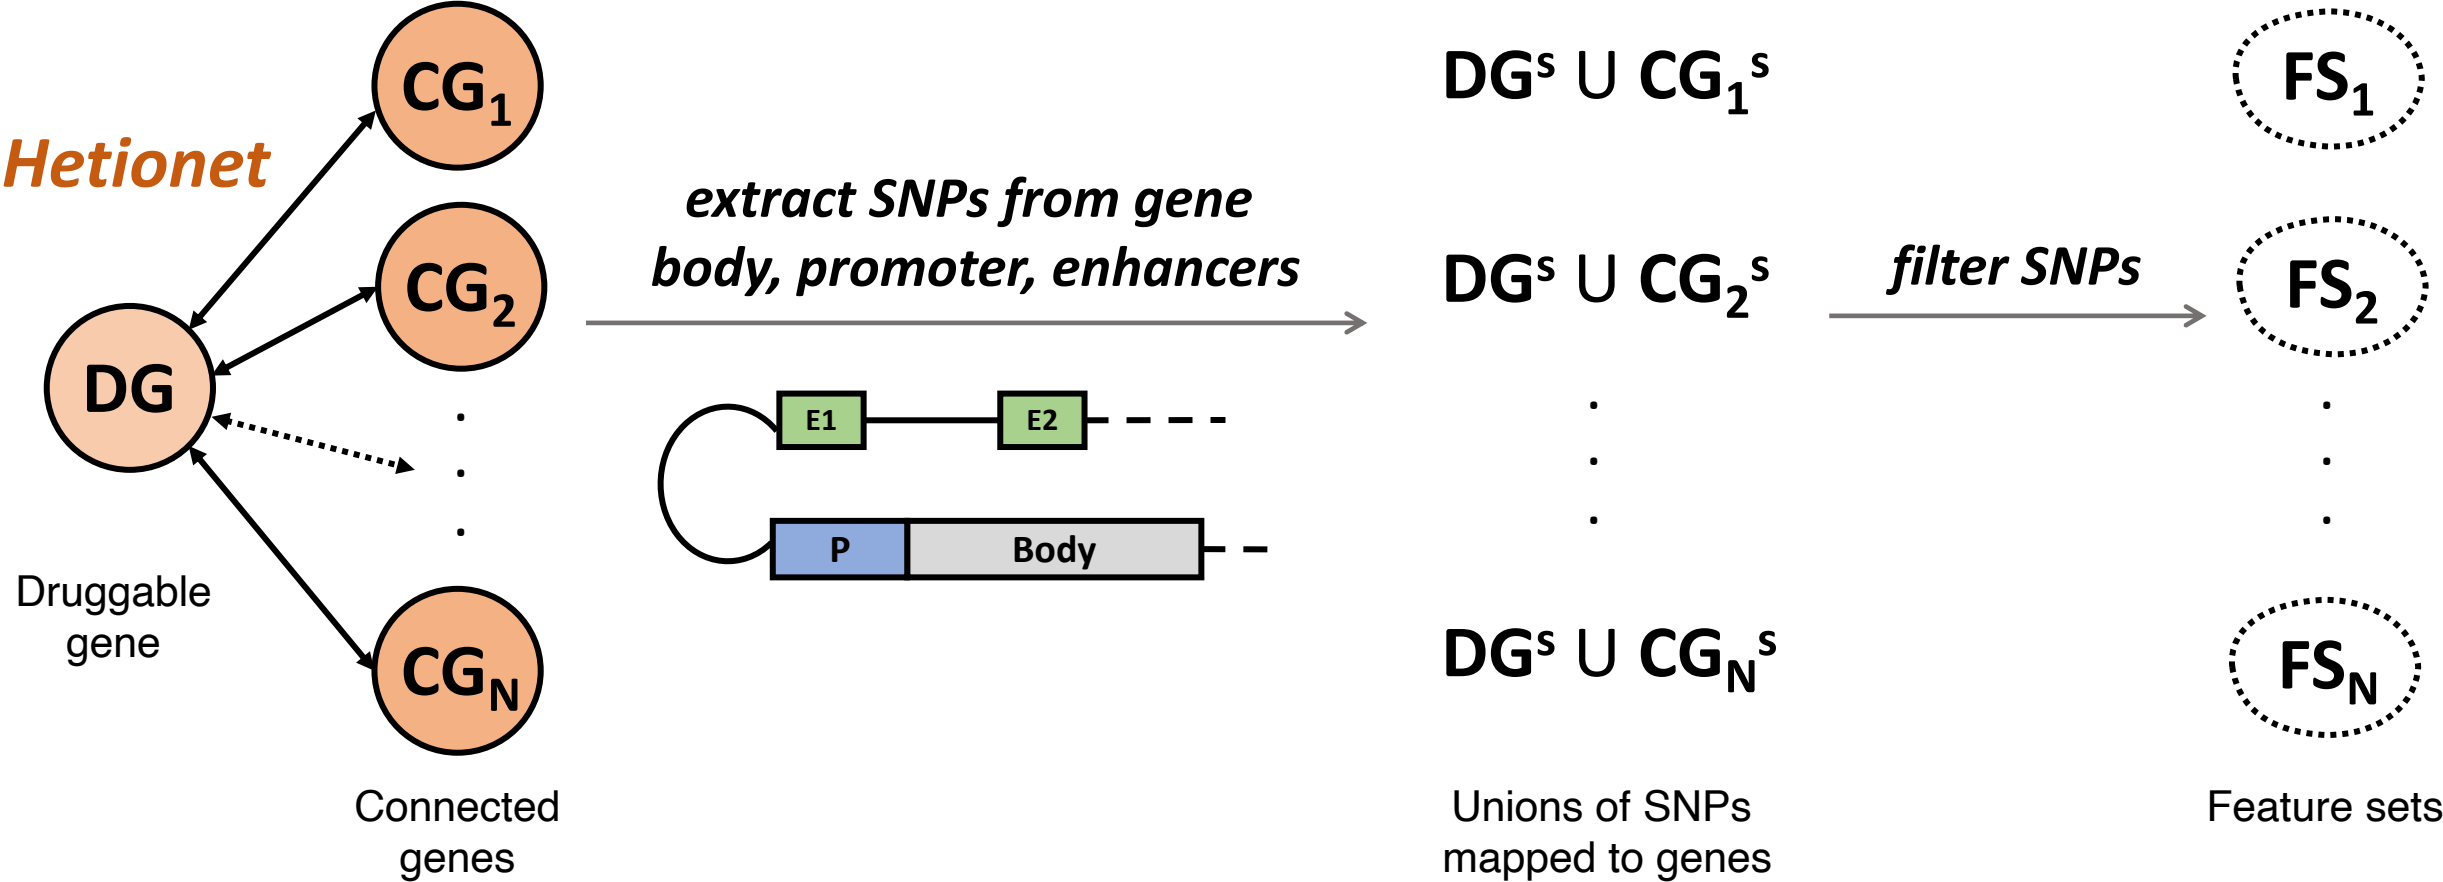 Hetionet
DG
Druggable
gene
CG1
CG2
.
.
.
CGN
Connected
genes
extract SNPs from gene
body, promoter, enhancers
E1 E2
P Body
DGs U CG1s
DGs U CG2s
.
.
.
DGs U CGNs
Unions of SNPs
mapped to genes
filter SNPs
FS1
FS2
.
.
.
FSN
Feature sets